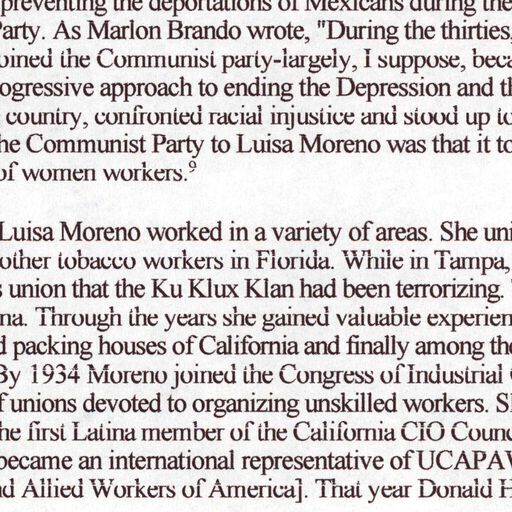 preventing the deportations of Mexicans during the
Party. As Marlon Brando wrote, "During the thirties,
oined the Communist party-largely, I suppose, beca
ogressive approach to ending the Depression and th
country, confronted racial injustice and stood up to
he Communist Party to Luisa Moreno was that it to
of women workers.9
Luisa Moreno worked in a variety of areas. She uni
other tobacco workers in Florida. While in Tampa,
s union that the Ku Klux Klan had been terrorizing.
na. Through the years she gained valuable experien
d packing houses of California and finally among the
By 1934 Moreno joined the Congress of Industrial
f unions devoted to organizing unskilled workers. S
he first Latina member of the California CIO Counc
became an international representative of UCAPAW
nd Allied Workers of America]. That year Donald H